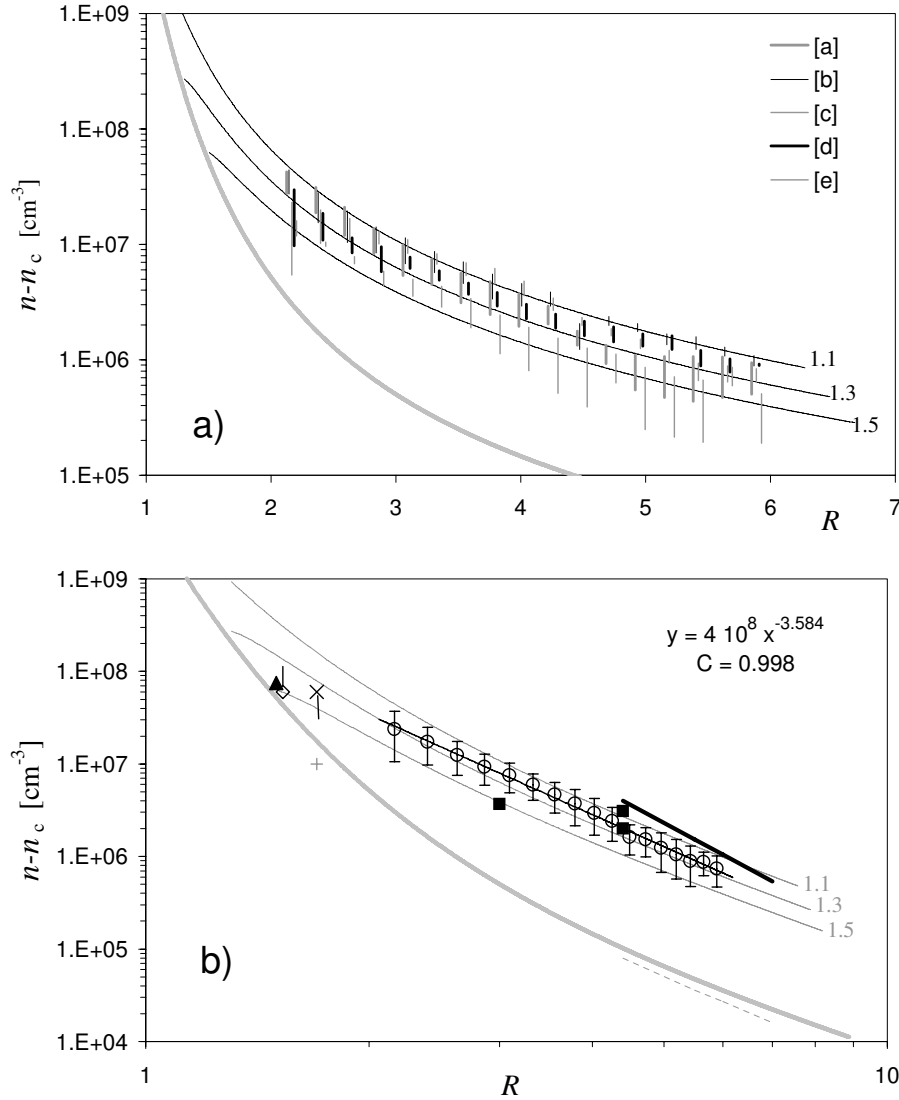 1.E+09
1.E+08
1.E+07
1.E+06
1.E+05
n-n c [cm-3]
[a]
[b]
[c]
[d]
[e]
1.1
1.3
1.5
a)
1 2 3 4 5 6 7
R
1.E+09
1.E+08
1.E+07
1.E+06
1.E+05
1.E+04
n-n c [cm-3]
y = 4 10^8 x^-3.584
C = 0.998
1.1
1.3
1.5
b)
1 10
R